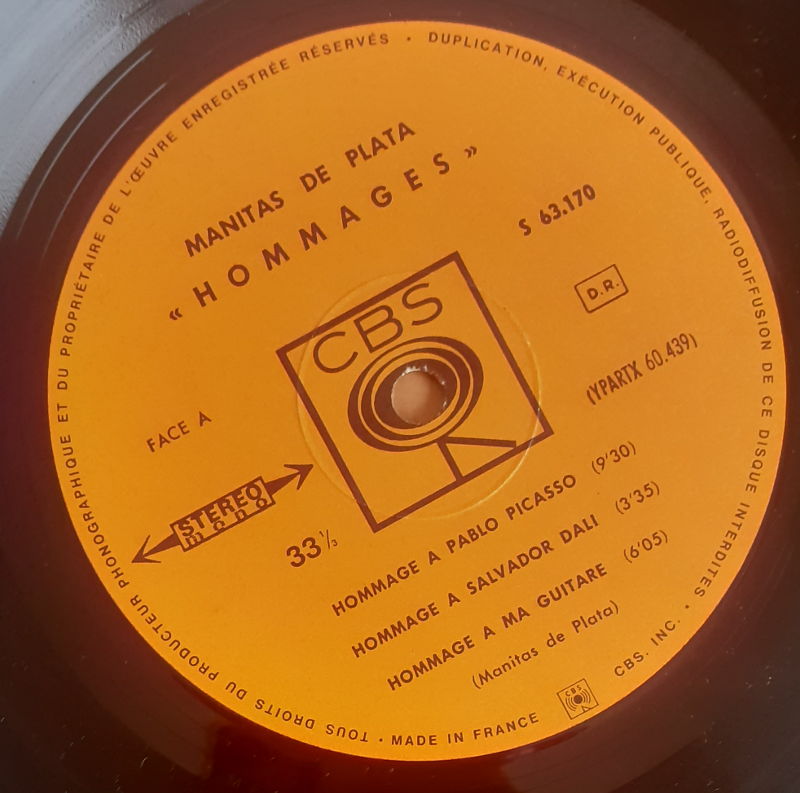 TOUS DROITS DU PRODUCTEUR PHONOGRAPHIQUE ET DU PROPRIÉTAIRE DE L'ŒUVRE ENREGISTRÉE RÉSERVÉS • DUPLICATION, EXÉCUTION PUBLIQUE, RADIODIFFUSION DE CE DISQUE INTERDITES •
MANITAS DE PLATA
« HOMMAGES »
S 63.170
D.R.
CBS
(YPARTX 60.439)
FACE A
STEREO
mono
33⅓
HOMMAGE A PABLO PICASSO (9'30)
HOMMAGE A SALVADOR DALI (3'35)
HOMMAGE A MA GUITARE (6'05)
(Manitas de Plata)
• MADE IN FRANCE
CBS
CBS. INC.